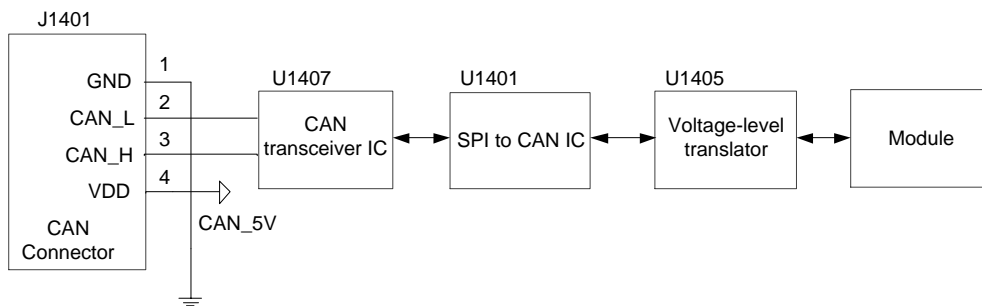 J1401
GND
1
CAN_L
2
CAN_H
3
VDD
4
CAN_5V
CAN
Connector
U1407
CAN
transceiver IC
U1401
SPI to CAN IC
U1405
Voltage-level
translator
Module